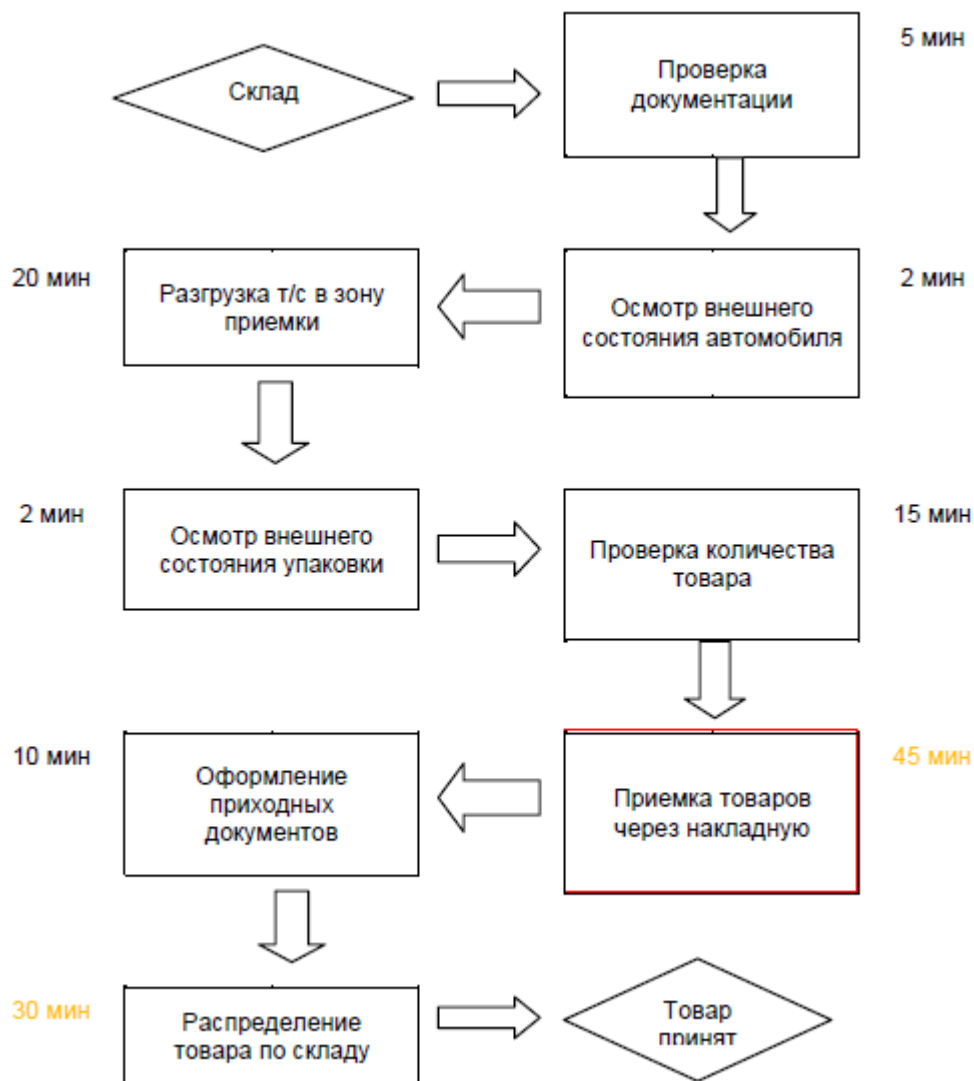 5 мин
Склад
Проверка
документации
20 мин
Разгрузка т/с в зону
приемки
Осмотр внешнего
состояния автомобиля
2 мин
2 мин
Осмотр внешнего
состояния упаковки
Проверка количества
товара
15 мин
10 мин
Оформление
приходных
документов
Приемка товаров
через накладную
45 мин
30 мин
Распределение
товара по складу
Товар
принят